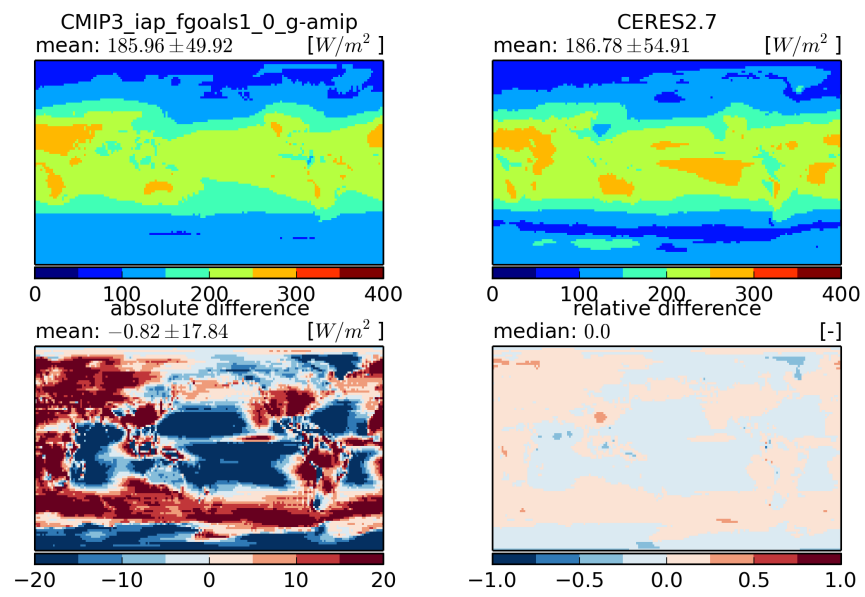 CMIP3_iap_fgoals1_0_g-amip
mean: 185.96±49.92 [W/m² ]
0 100 200 300 400
CERES2.7
mean: 186.78±54.91 [W/m² ]
0 100 200 300 400
absolute difference
mean: −0.82±17.84 [W/m² ]
−20 −10 0 10 20
relative difference
median: 0.0 [-]
−1.0 −0.5 0.0 0.5 1.0